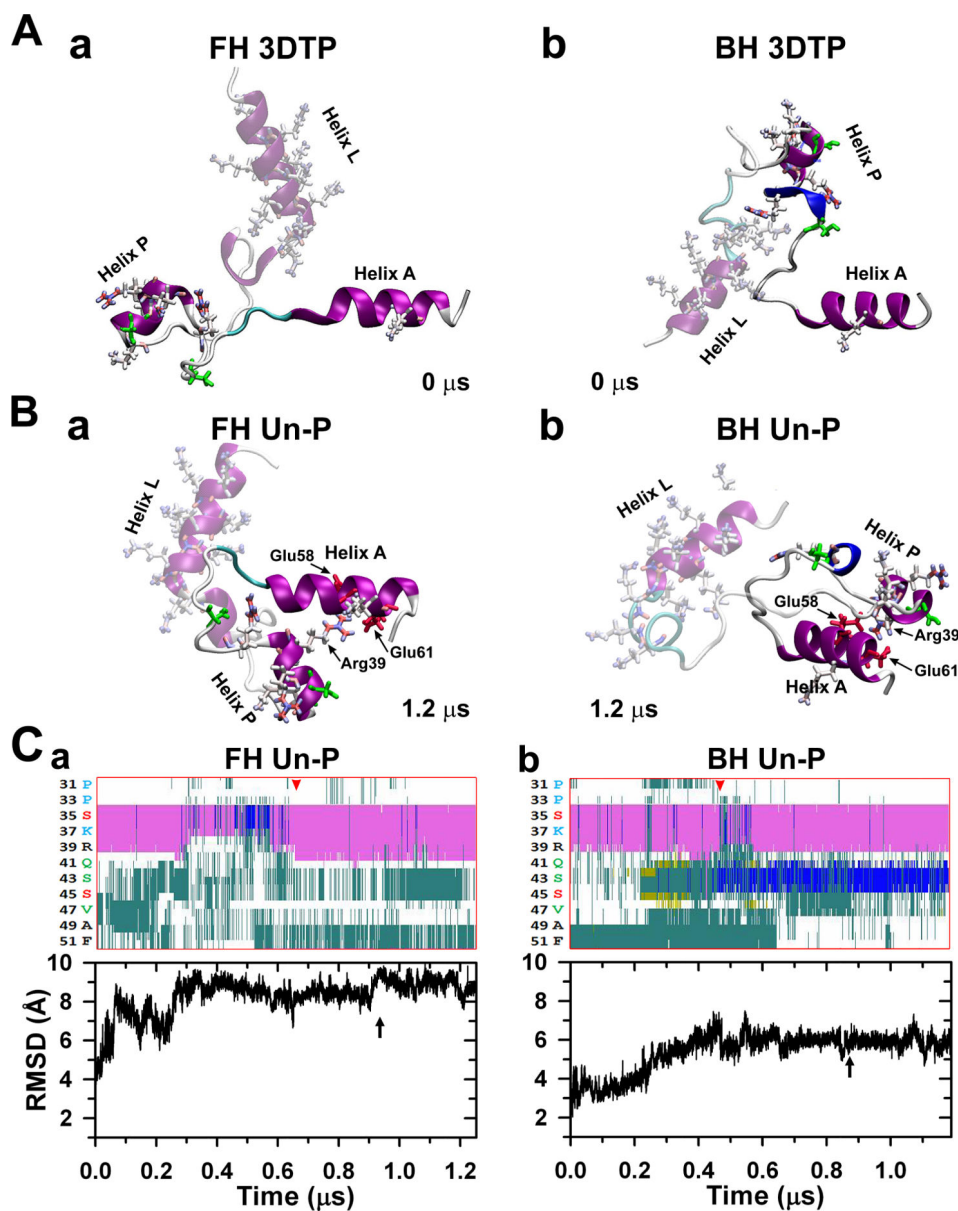 A
a
FH 3DTP
b
BH 3DTP
Helix L
Helix P
Helix A
0 μs
Helix P
Helix A
Helix L
0 μs
B
a
FH Un-P
b
BH Un-P
Helix L
Glu58
Helix A
Glu61
Arg39
Helix P
1.2 μs
Helix L
Helix P
Glu58
Arg39
Glu61
Helix A
1.2 μs
C
a
FH Un-P
b
BH Un-P
31 P
33 P
35 S
37 K
39 R
41 Q
43 S
45 S
47 V
49 A
51 F
31 P
33 P
35 S
37 K
39 R
41 Q
43 S
45 S
47 V
49 A
51 F
RMSD (Å)
10
8
6
4
2
0.0 0.2 0.4 0.6 0.8 1.0 1.2
Time (μs)
10
8
6
4
2
0.0 0.2 0.4 0.6 0.8 1.0
Time (μs)